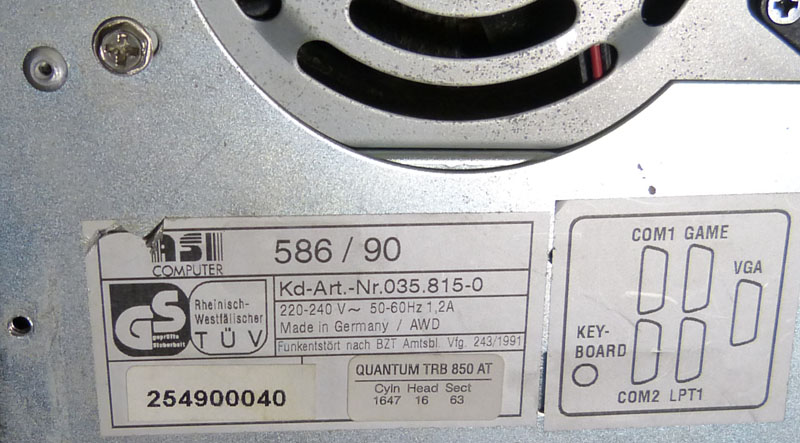 ASI
COMPUTER
586 / 90
Kd-Art.-Nr.035.815-0
220-240 V~ 50-60Hz 1,2A
Made in Germany / AWD
Funkentstört nach BZT Amtsbl. Vfg. 243/1991
GS
geprüfte
Sicherheit
Rheinisch-
Westfälischer
TÜV
254900040
QUANTUM TRB 850 AT
Cyln Head Sect
1647 16 63
COM1 GAME
VGA
KEY-
BOARD
COM2 LPT1